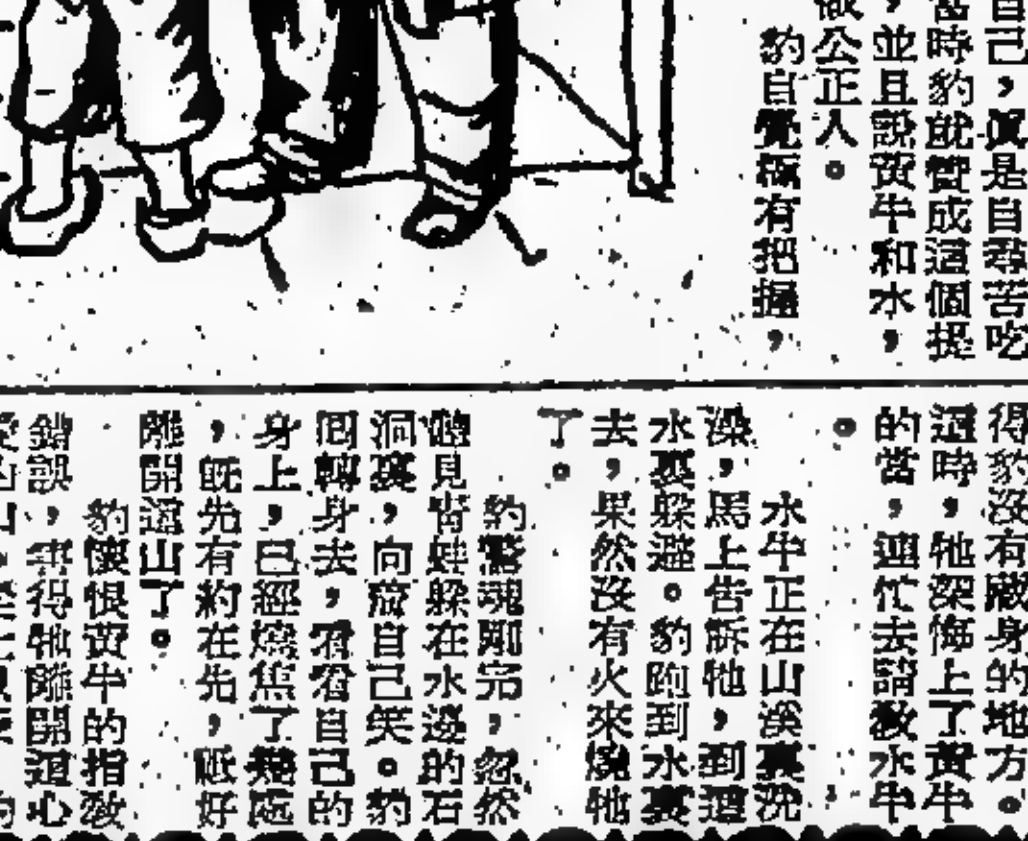 自己，真是自尋苦吃
當時豹就贊成這個提
，並且說黃牛和水，
做公正人。
豹自覺極有把握，
得豹沒有藏身的地方。
這時，牠深悔上了黃牛
的當，連忙去請教水牛
。
水牛正在山溪裏洗
澡，馬上告訴牠，到這
水裏躲避。豹跑到水裏
去，果然沒有火來燒牠
了。
豹驚魂剛完，忽然
聽見青蛙躲在水邊的石
洞裏，向着自己笑。豹
囘轉身去，看看自己的
身上，已經燒焦了幾處
，旣先有約在先，祇好
離開這山了。
豹懷恨黃牛的指敎
錯誤，害得牠離開這心